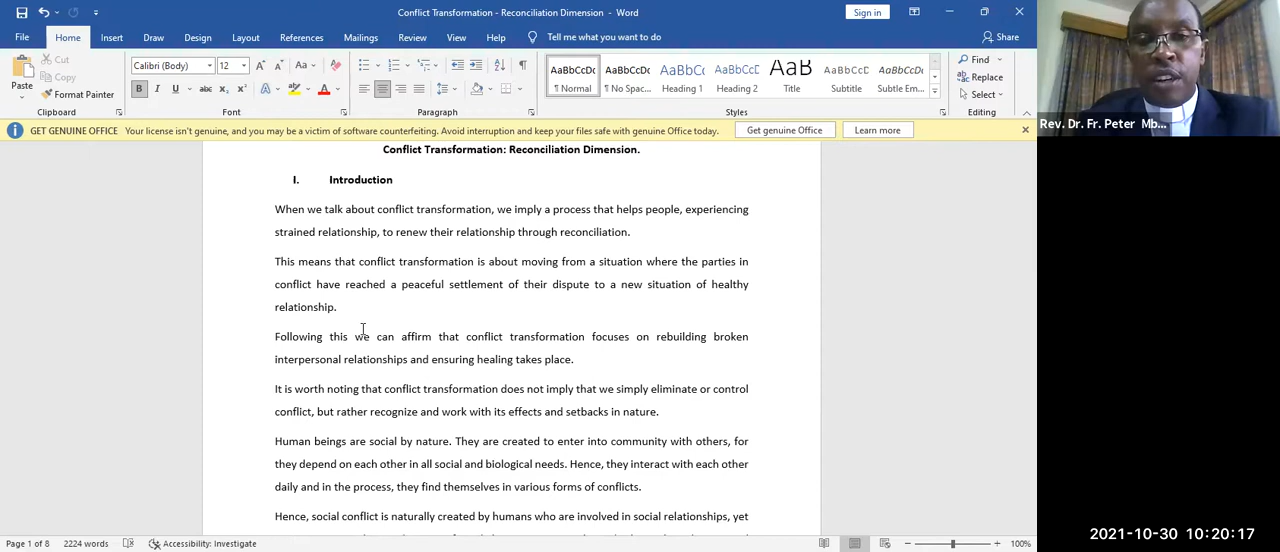 Conflict Transformation - Reconciliation Dimension - Word
Sign in
File Home Insert Draw Design Layout References Mailings Review View Help Tell me what you want to do Share
Paste
Cut
Copy
Format Painter
Clipboard
Calibri (Body) 12
Font
Paragraph
AaBbCcDc AaBbCcDc AaBbCc AaBbCcC AaB AaBbCcC AaBbCcDc
¶ Normal ¶ No Spac... Heading 1 Heading 2 Title Subtitle Subtle Em...
Styles
Find
Replace
Select
Editing
GET GENUINE OFFICE Your license isn't genuine, and you may be a victim of software counterfeiting. Avoid interruption and keep your files safe with genuine Office today. Get genuine Office Learn more
Conflict Transformation: Reconciliation Dimension.
I. Introduction
When we talk about conflict transformation, we imply a process that helps people, experiencing
strained relationship, to renew their relationship through reconciliation.
This means that conflict transformation is about moving from a situation where the parties in
conflict have reached a peaceful settlement of their dispute to a new situation of healthy
relationship.
Following this we can affirm that conflict transformation focuses on rebuilding broken
interpersonal relationships and ensuring healing takes place.
It is worth noting that conflict transformation does not imply that we simply eliminate or control
conflict, but rather recognize and work with its effects and setbacks in nature.
Human beings are social by nature. They are created to enter into community with others, for
they depend on each other in all social and biological needs. Hence, they interact with each other
daily and in the process, they find themselves in various forms of conflicts.
Hence, social conflict is naturally created by humans who are involved in social relationships, yet
Page 1 of 8 2224 words Accessibility: Investigate 100%
Rev. Dr. Fr. Peter Mb...
2021-10-30 10:20:17